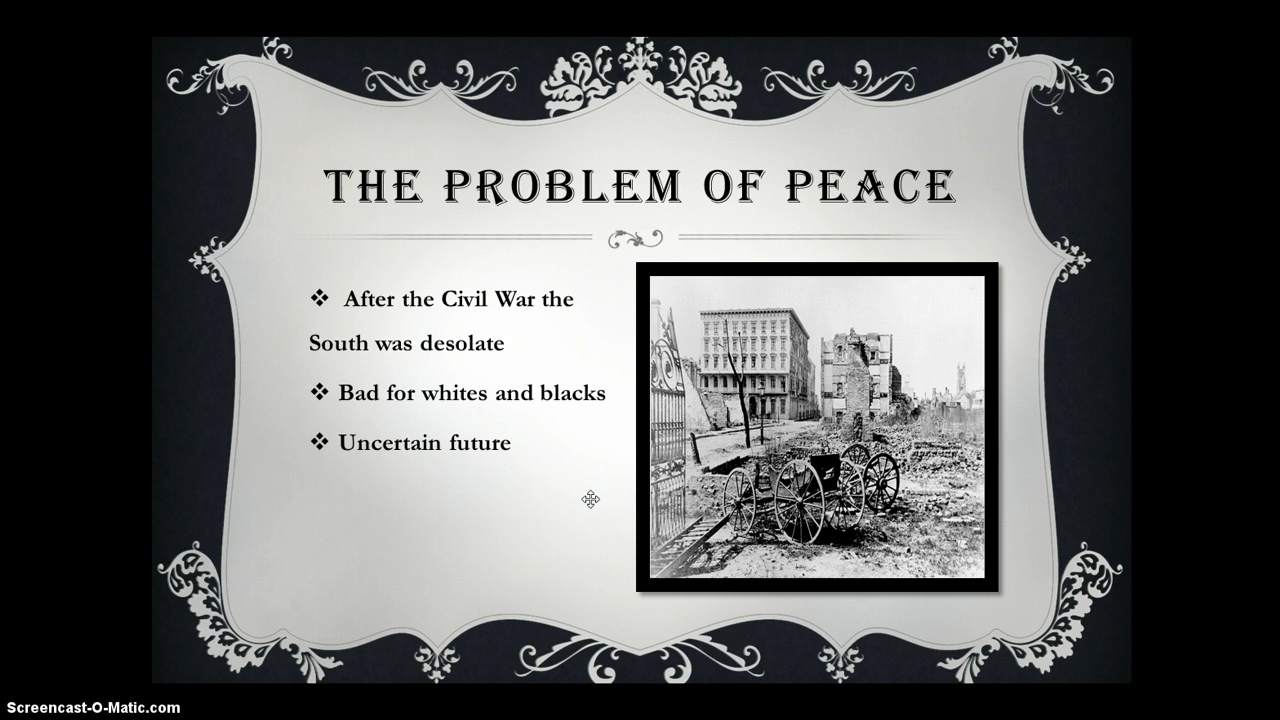 THE PROBLEM OF PEACE
❖ After the Civil War the
South was desolate
❖ Bad for whites and blacks
❖ Uncertain future
Screencast-O-Matic.com